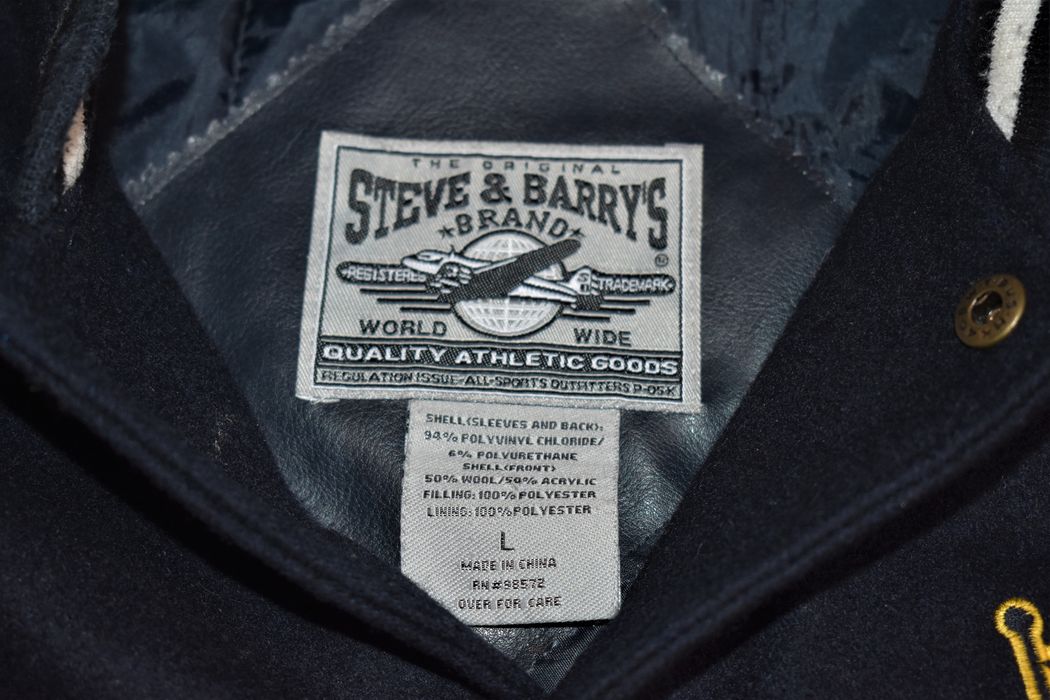 THE ORIGINAL
STEVE & BARRY'S
BRAND
REGISTERED TRADEMARK
WORLD WIDE
QUALITY ATHLETIC GOODS
REGULATION ISSUE-ALL-SPORTS OUTFITTERS P-05-K
SHELL(SLEEVES AND BACK):
94% POLYVINYL CHLORIDE/
6% POLYURETHANE
SHELL(FRONT)
50% WOOL/50% ACRYLIC
FILLING:100% POLYESTER
LINING:100%POLYESTER
L
MADE IN CHINA
RN#98572
OVER FOR CARE